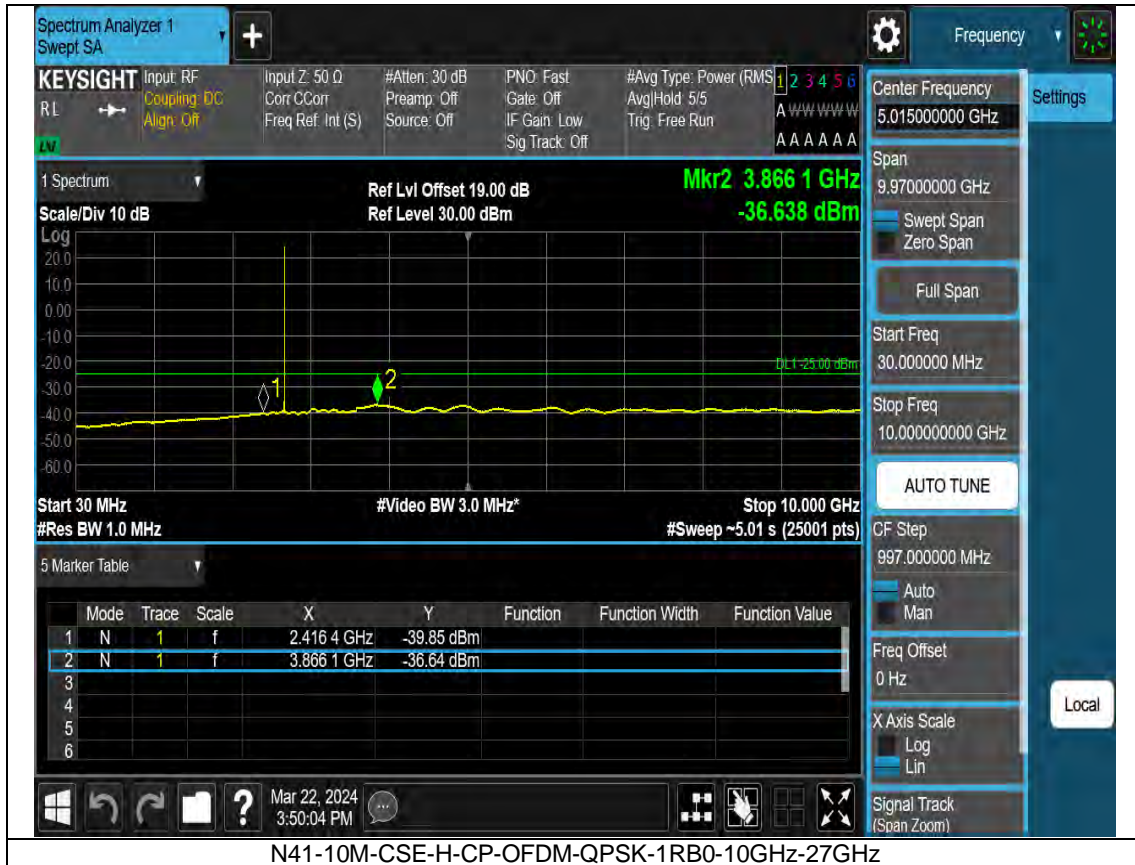 Spectrum Analyzer 1
Swept SA
+
Frequency
KEYSIGHT
RL
Input: RF
Coupling: DC
Align: Off
Input Z: 50 Ω
Corr CCorr
Freq Ref: Int (S)
#Atten: 30 dB
Preamp: Off
Source: Off
PNO: Fast
Gate: Off
IF Gain: Low
Sig Track: Off
#Avg Type: Power (RMS
Avg|Hold: 5/5
Trig: Free Run
1 2 3 4 5 6
A W W W W W
A A A A A A
Center Frequency
5.015000000 GHz
Settings
1 Spectrum
Scale/Div 10 dB
Ref Lvl Offset 19.00 dB
Ref Level 30.00 dBm
Mkr2 3.866 1 GHz
-36.638 dBm
Span
9.97000000 GHz
Swept Span
Zero Span
Full Span
Start Freq
30.000000 MHz
Stop Freq
10.000000000 GHz
AUTO TUNE
CF Step
997.000000 MHz
Auto
Man
Freq Offset
0 Hz
X Axis Scale
Log
Lin
Signal Track
(Span Zoom)
Local
Log
20.0
10.0
0.00
-10.0
-20.0
-30.0
-40.0
-50.0
-60.0
DL1 -25.00 dBm
1
2
Start 30 MHz
#Video BW 3.0 MHz*
Stop 10.000 GHz
#Res BW 1.0 MHz
#Sweep ~5.01 s (25001 pts)
5 Marker Table
Mode Trace Scale X Y Function Function Width Function Value
1 N 1 f 2.416 4 GHz -39.85 dBm
2 N 1 f 3.866 1 GHz -36.64 dBm
3
4
5
6
?
Mar 22, 2024
3:50:04 PM
N41-10M-CSE-H-CP-OFDM-QPSK-1RB0-10GHz-27GHz